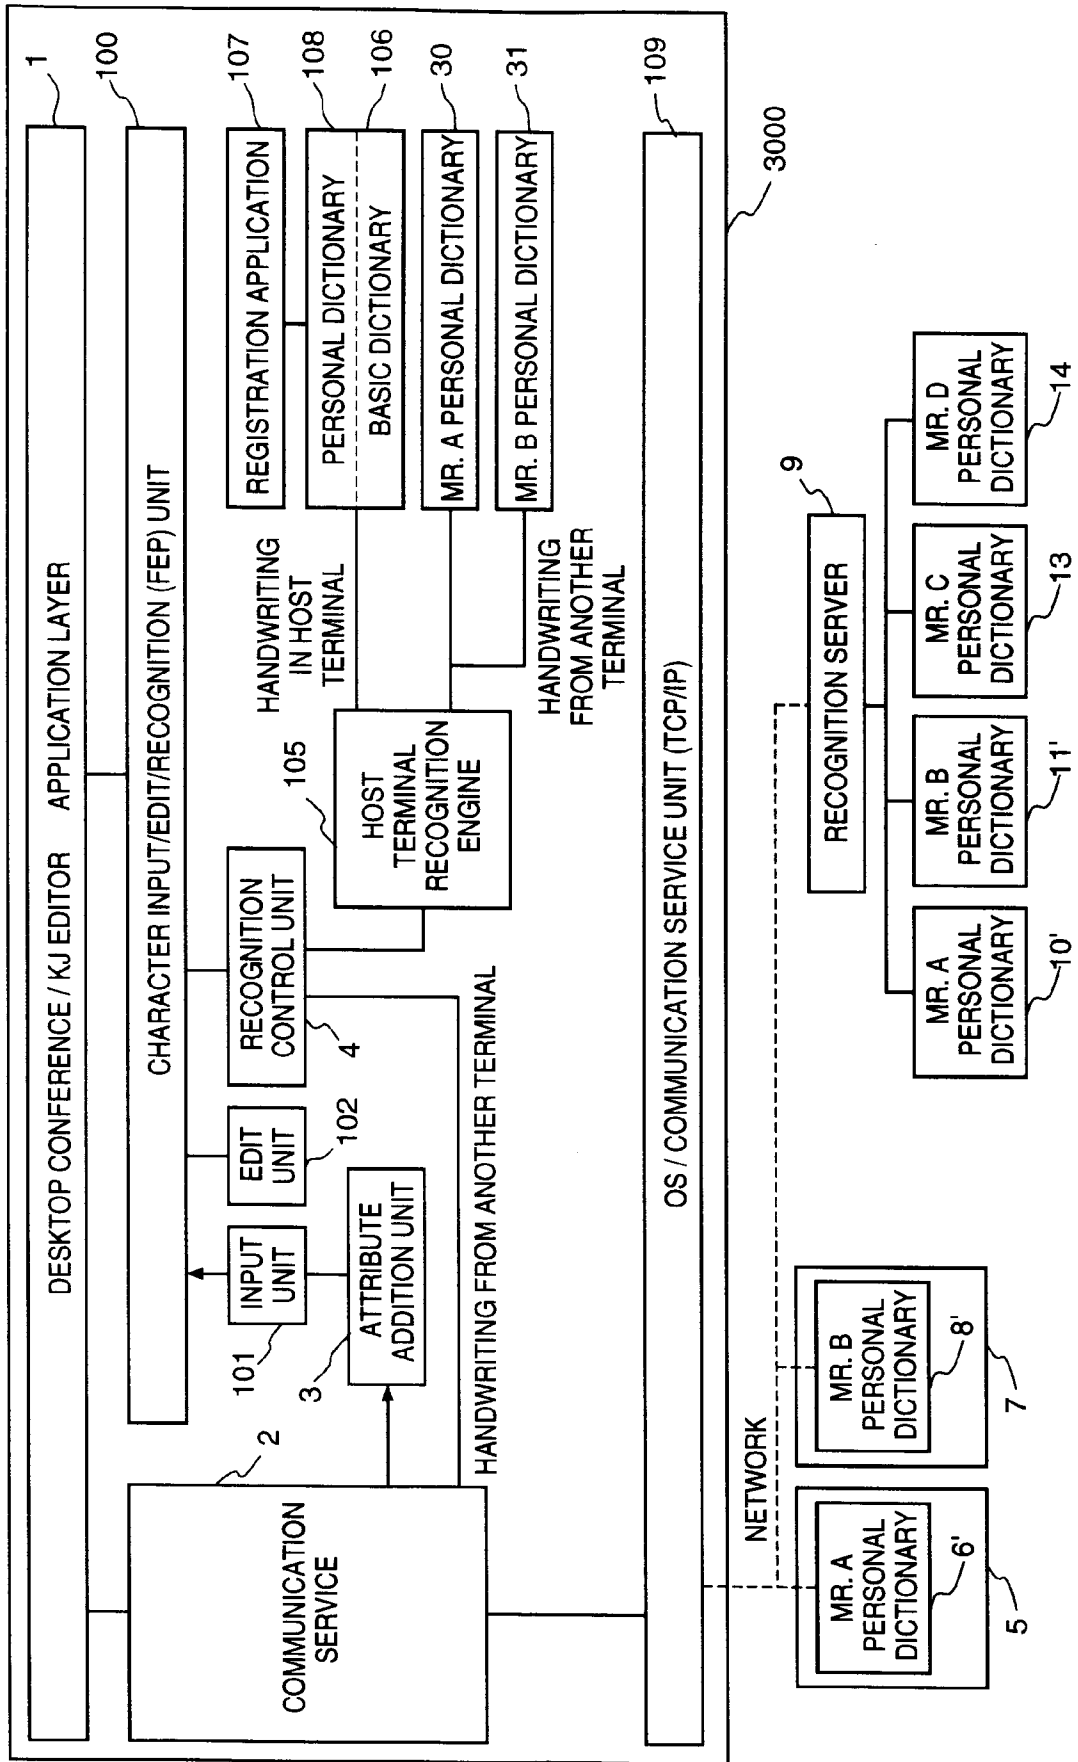 DESKTOP CONFERENCE / KJ EDITOR APPLICATION LAYER
1
CHARACTER INPUT/EDIT/RECOGNITION (FEP) UNIT
100
COMMUNICATION
SERVICE
2
INPUT
UNIT
101
EDIT
UNIT
102
ATTRIBUTE
ADDITION UNIT
3
RECOGNITION
CONTROL UNIT
4
HOST
TERMINAL
RECOGNITION
ENGINE
105
HANDWRITING
IN HOST
TERMINAL
REGISTRATION APPLICATION
107
PERSONAL DICTIONARY
108
BASIC DICTIONARY
106
MR. A PERSONAL DICTIONARY
30
MR. B PERSONAL DICTIONARY
31
HANDWRITING
FROM ANOTHER
TERMINAL
HANDWRITING FROM ANOTHER TERMINAL
OS / COMMUNICATION SERVICE UNIT (TCP/IP)
109
3000
NETWORK
MR. A
PERSONAL
DICTIONARY
6'
5
MR. B
PERSONAL
DICTIONARY
8'
7
RECOGNITION SERVER
9
MR. A
PERSONAL
DICTIONARY
10'
MR. B
PERSONAL
DICTIONARY
11'
MR. C
PERSONAL
DICTIONARY
13
MR. D
PERSONAL
DICTIONARY
14